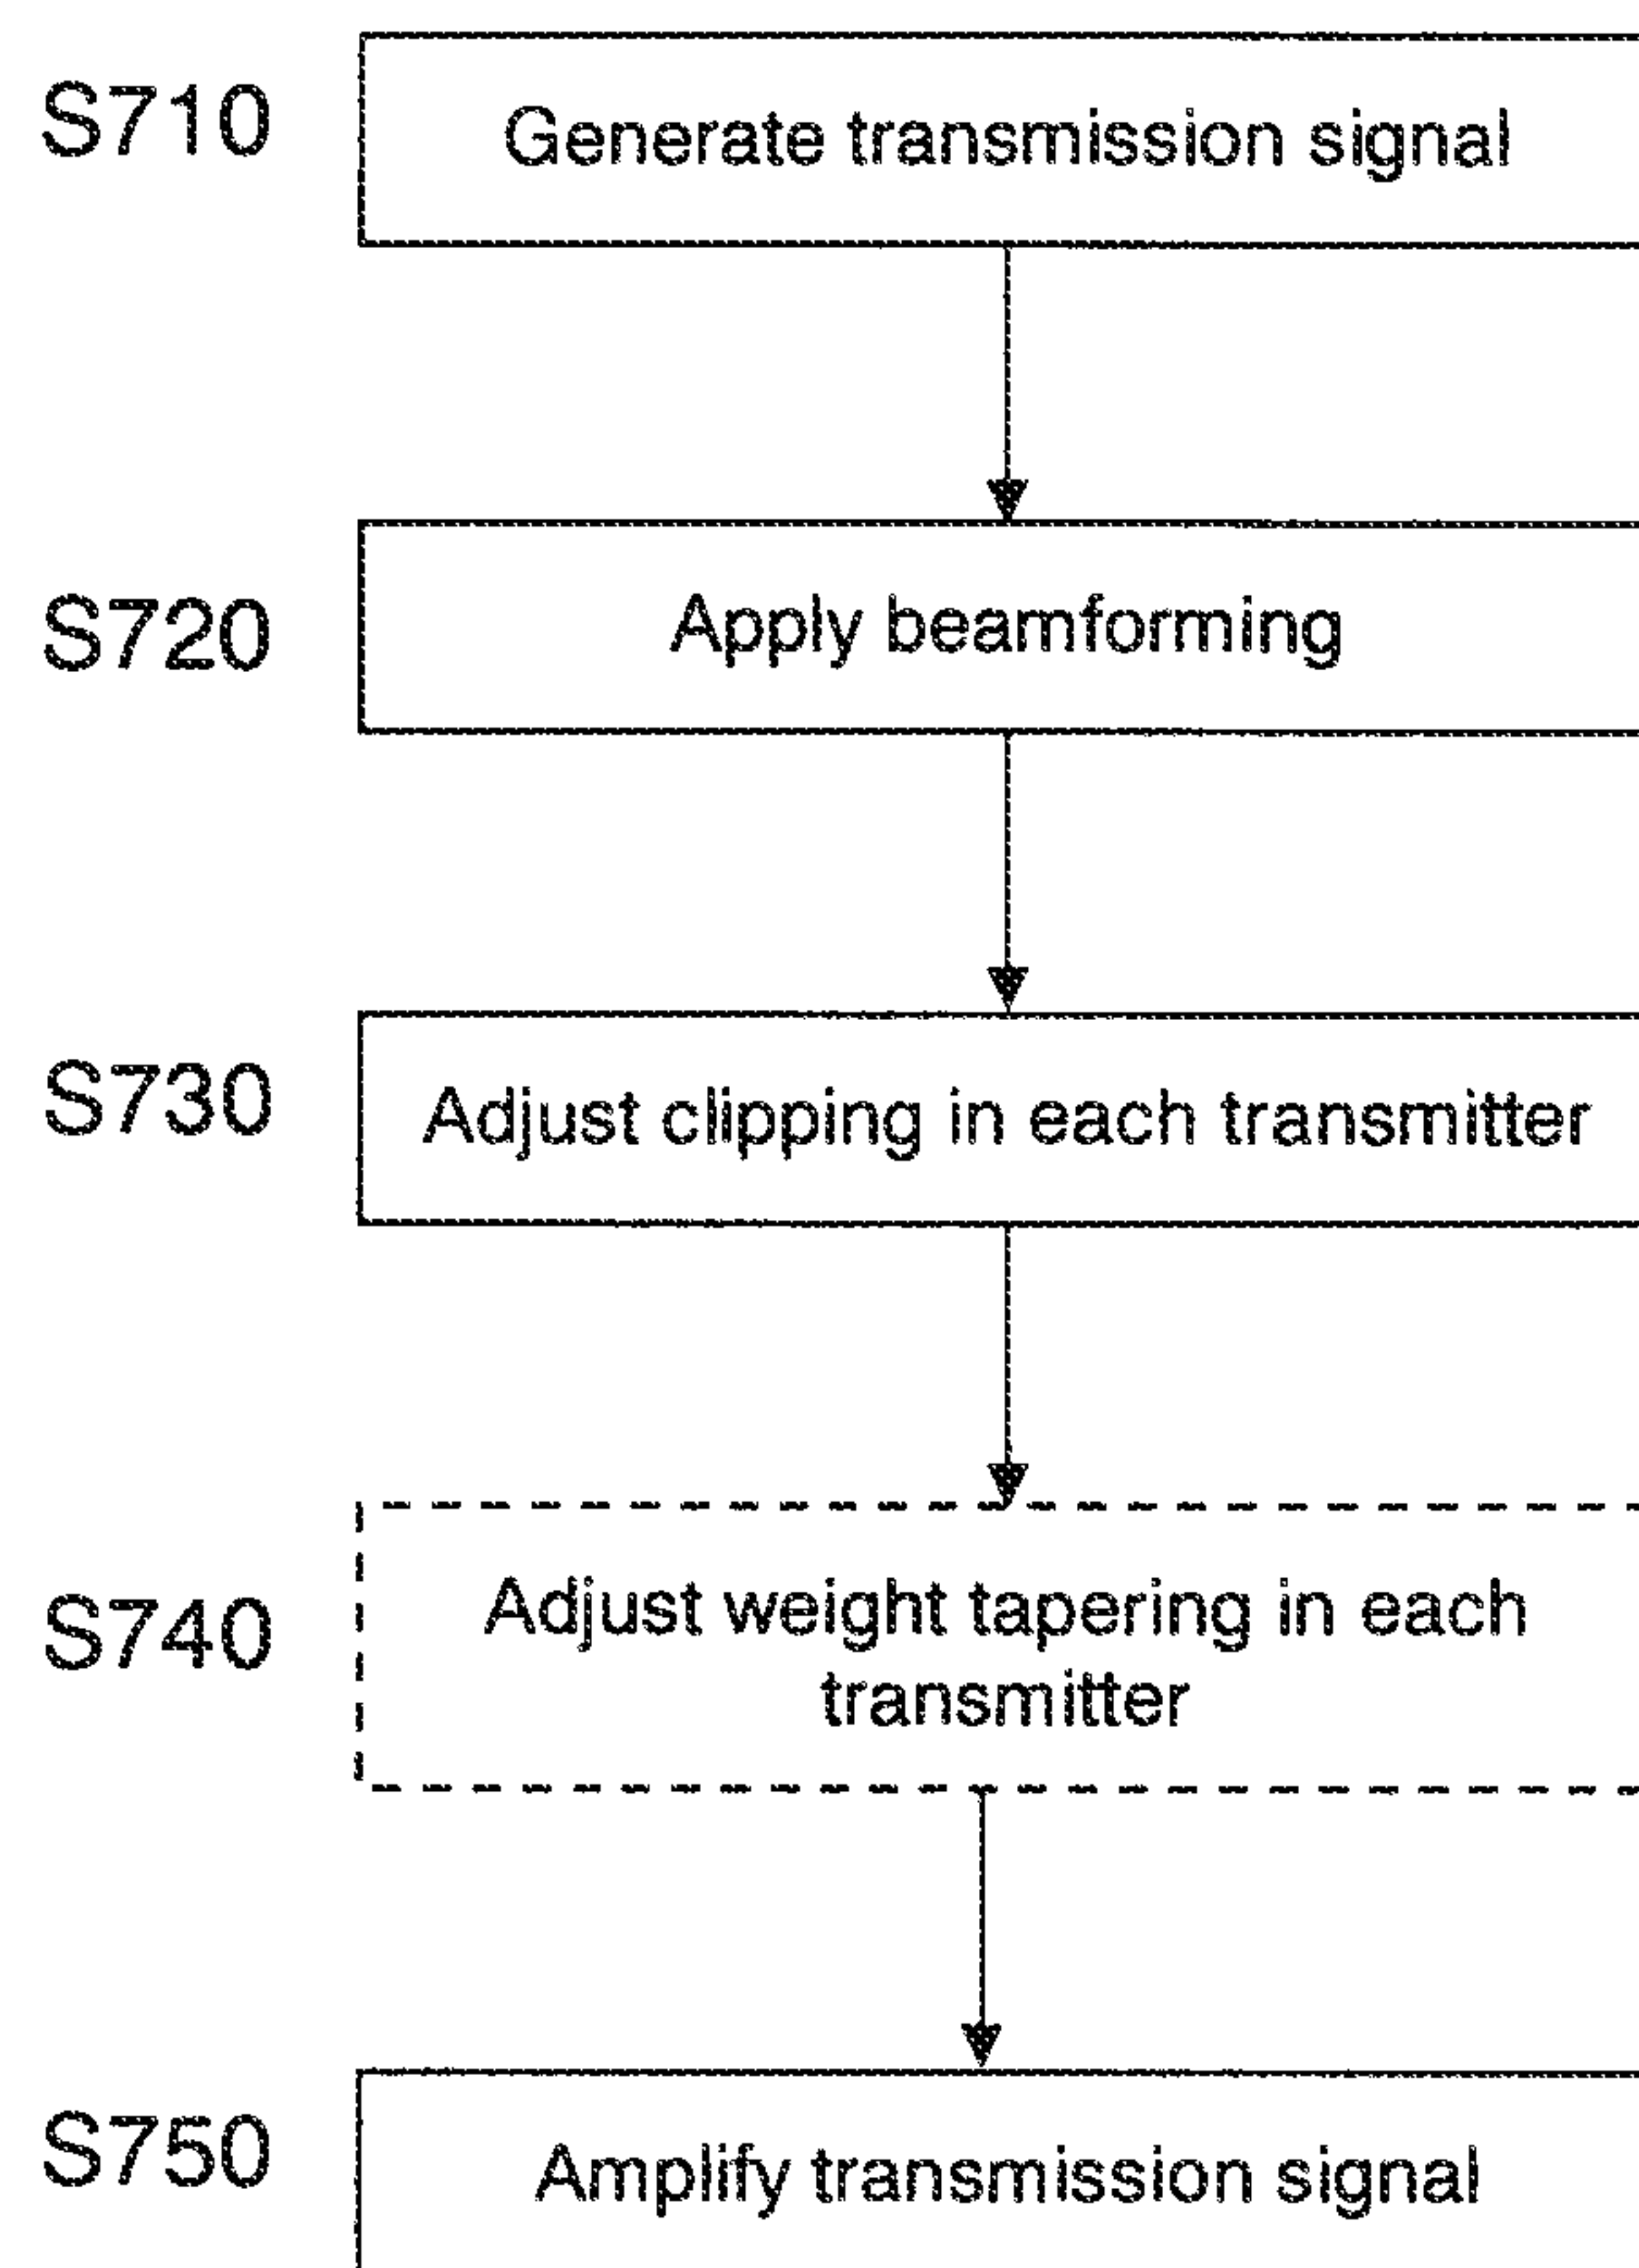 S710
Generate transmission signal
S720
Apply beamforming
S730
Adjust clipping in each transmitter
S740
Adjust weight tapering in each
transmitter
S750
Amplify transmission signal